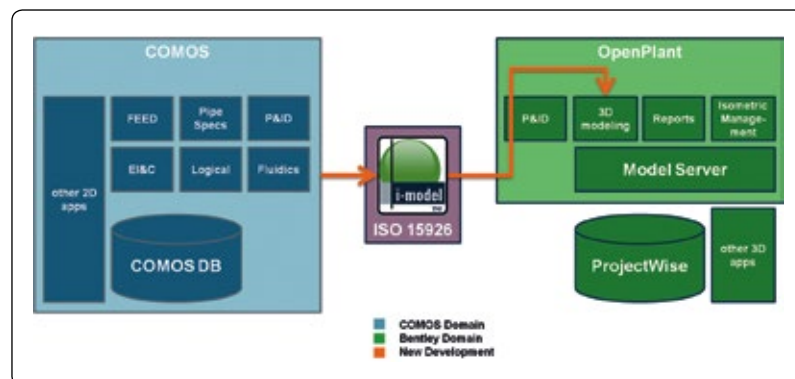 COMOS
other 2D
apps
FEED
Pipe
Specs
P&ID
EI&C
Logical
Fluidics
COMOS DB
i-model
ISO 15926
OpenPlant
P&ID
3D
modeling
Reports
Isometric
Manage-
ment
Model Server
ProjectWise
other 3D
apps
COMOS Domain
Bentley Domain
New Development